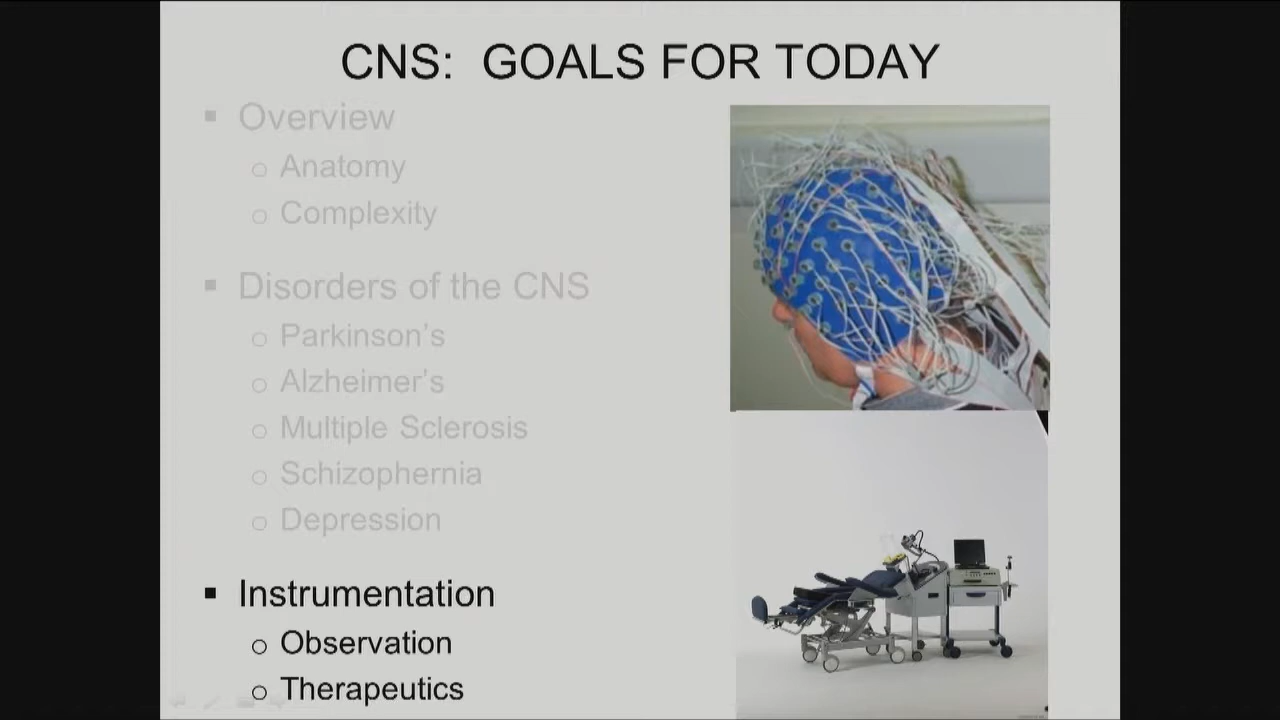 CNS: GOALS FOR TODAY
▪ Overview
o Anatomy
o Complexity
▪ Disorders of the CNS
o Parkinson's
o Alzheimer's
o Multiple Sclerosis
o Schizophernia
o Depression
▪ Instrumentation
o Observation
o Therapeutics